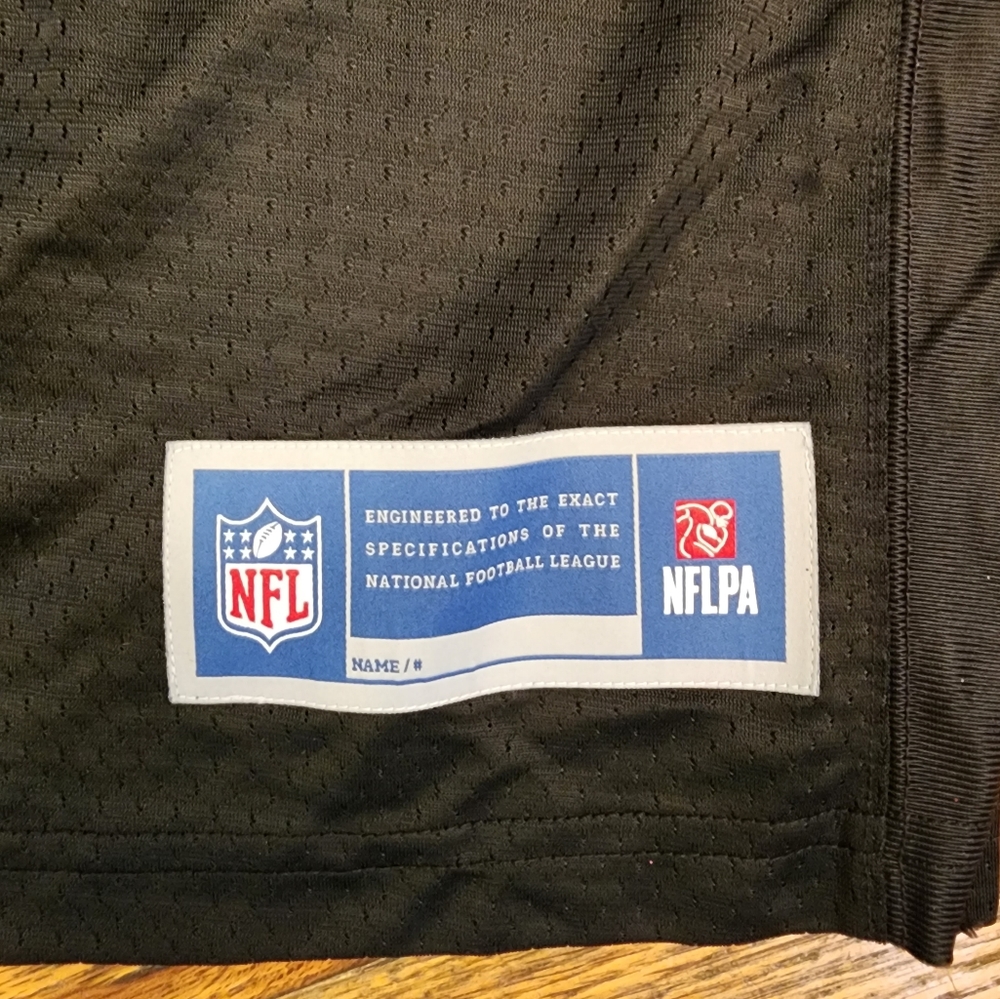 NFL
ENGINEERED TO THE EXACT
SPECIFICATIONS OF THE
NATIONAL FOOTBALL LEAGUE
NAME / #
NFLPA